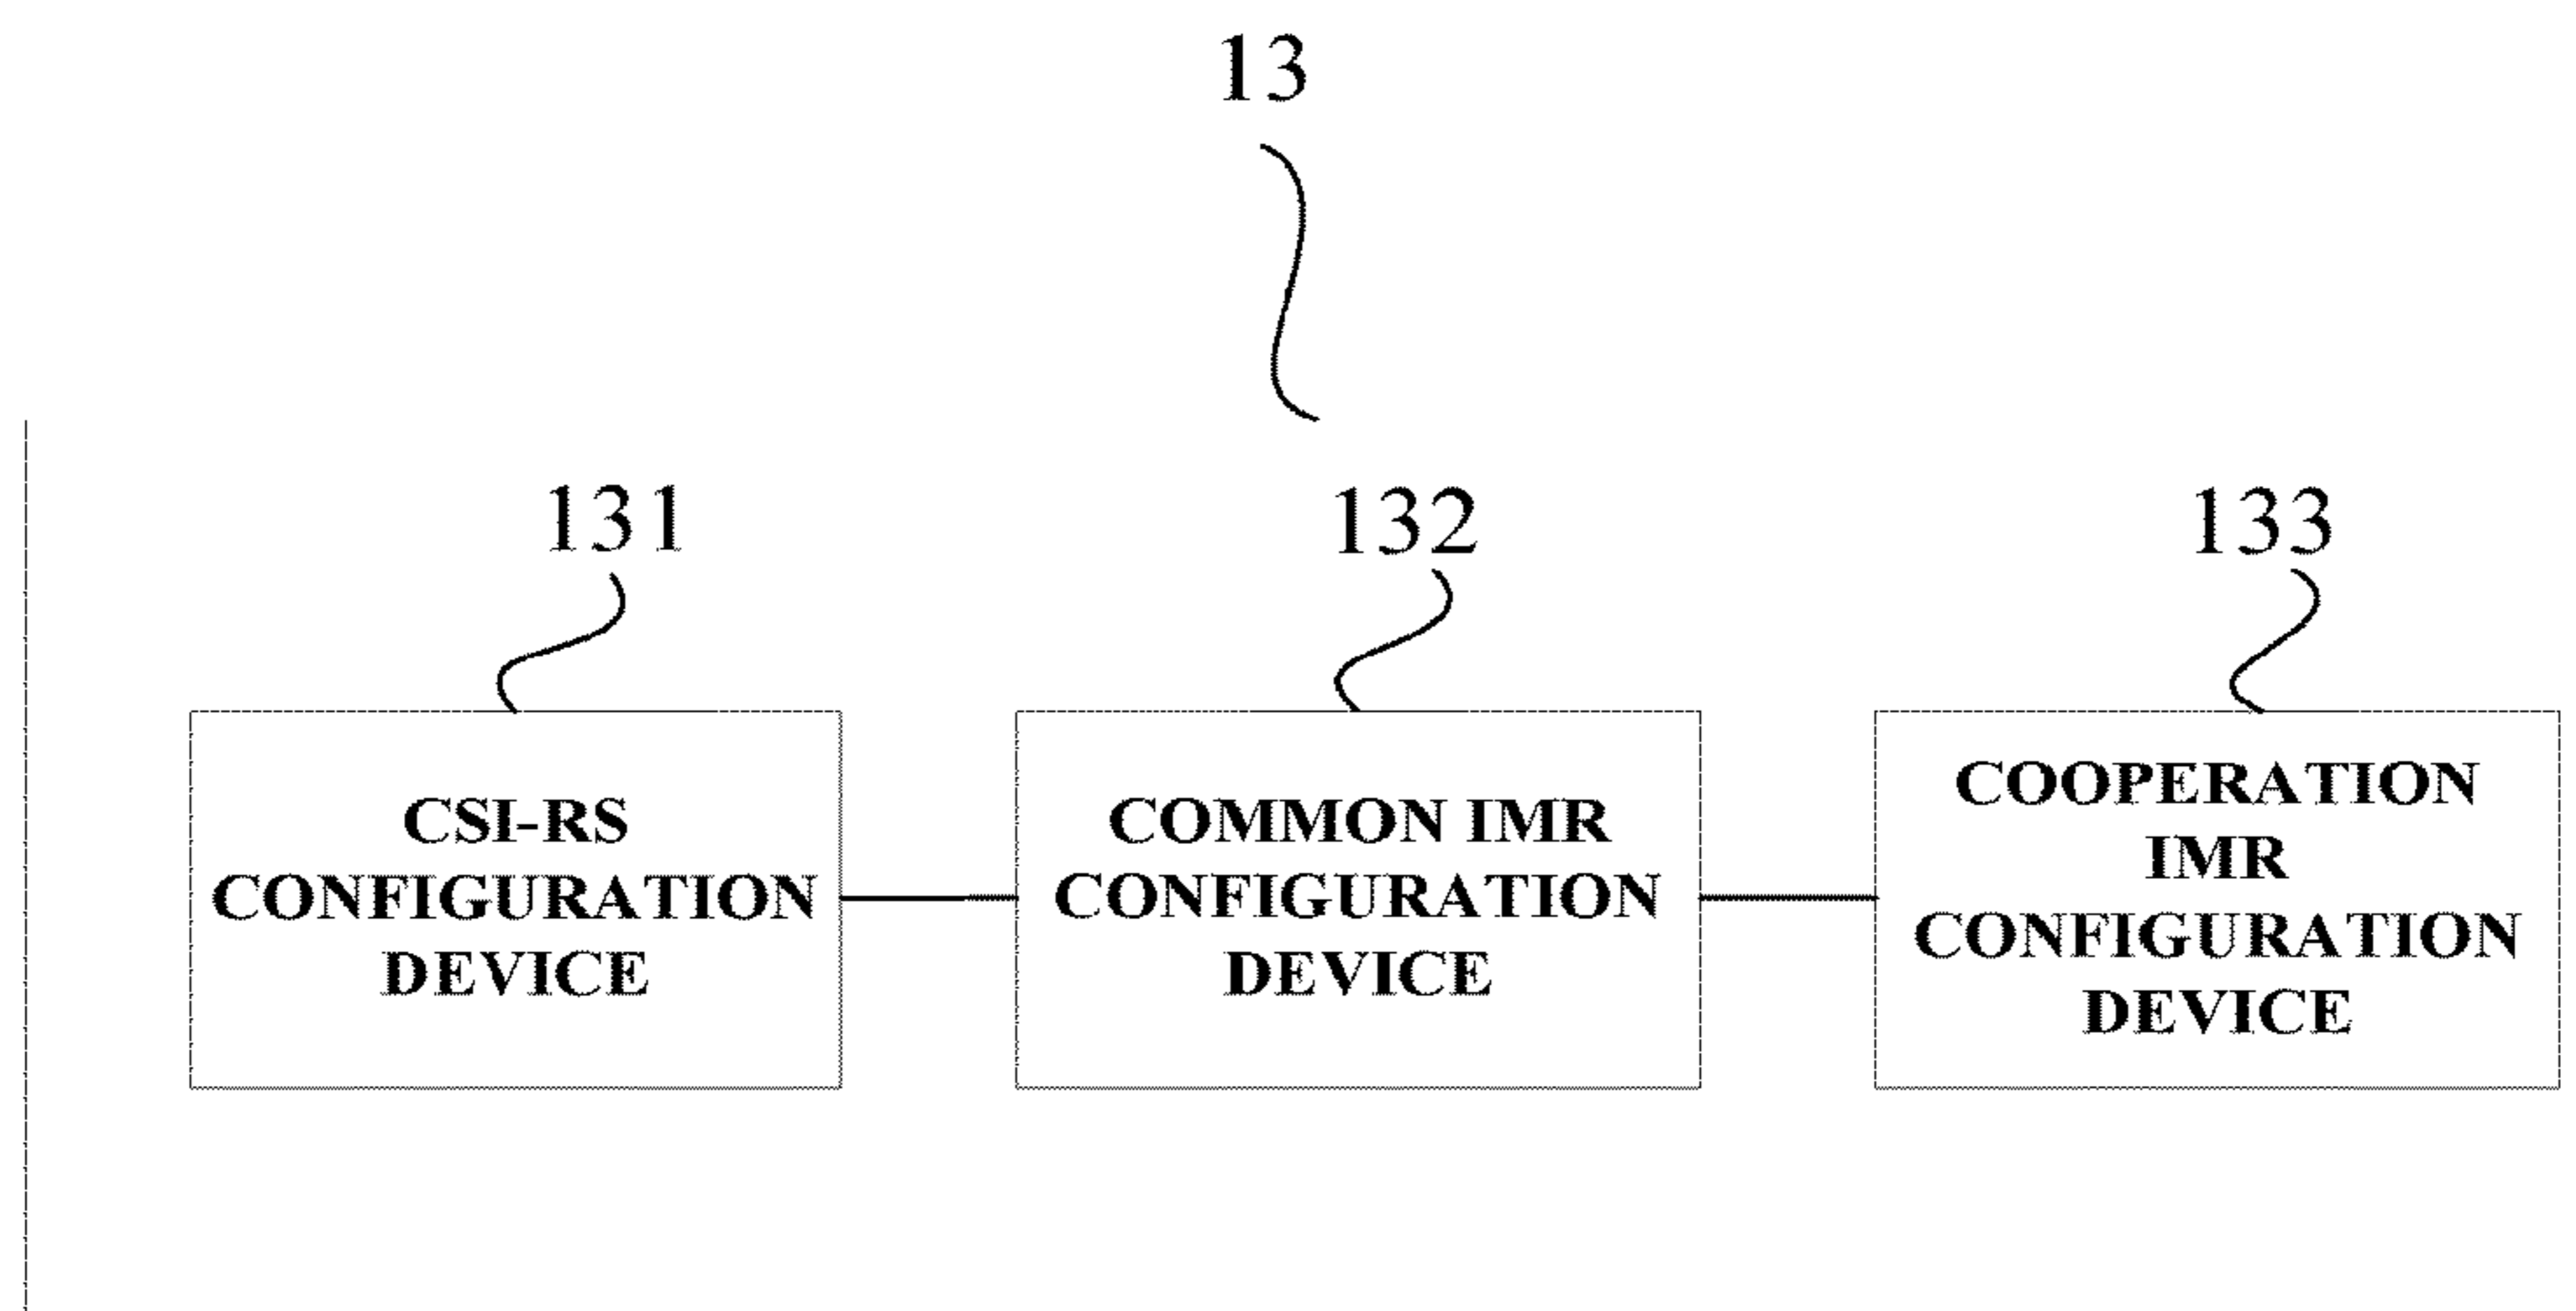 13
131
132
133
CSI-RS
CONFIGURATION
DEVICE
COMMON IMR
CONFIGURATION
DEVICE
COOPERATION
IMR
CONFIGURATION
DEVICE